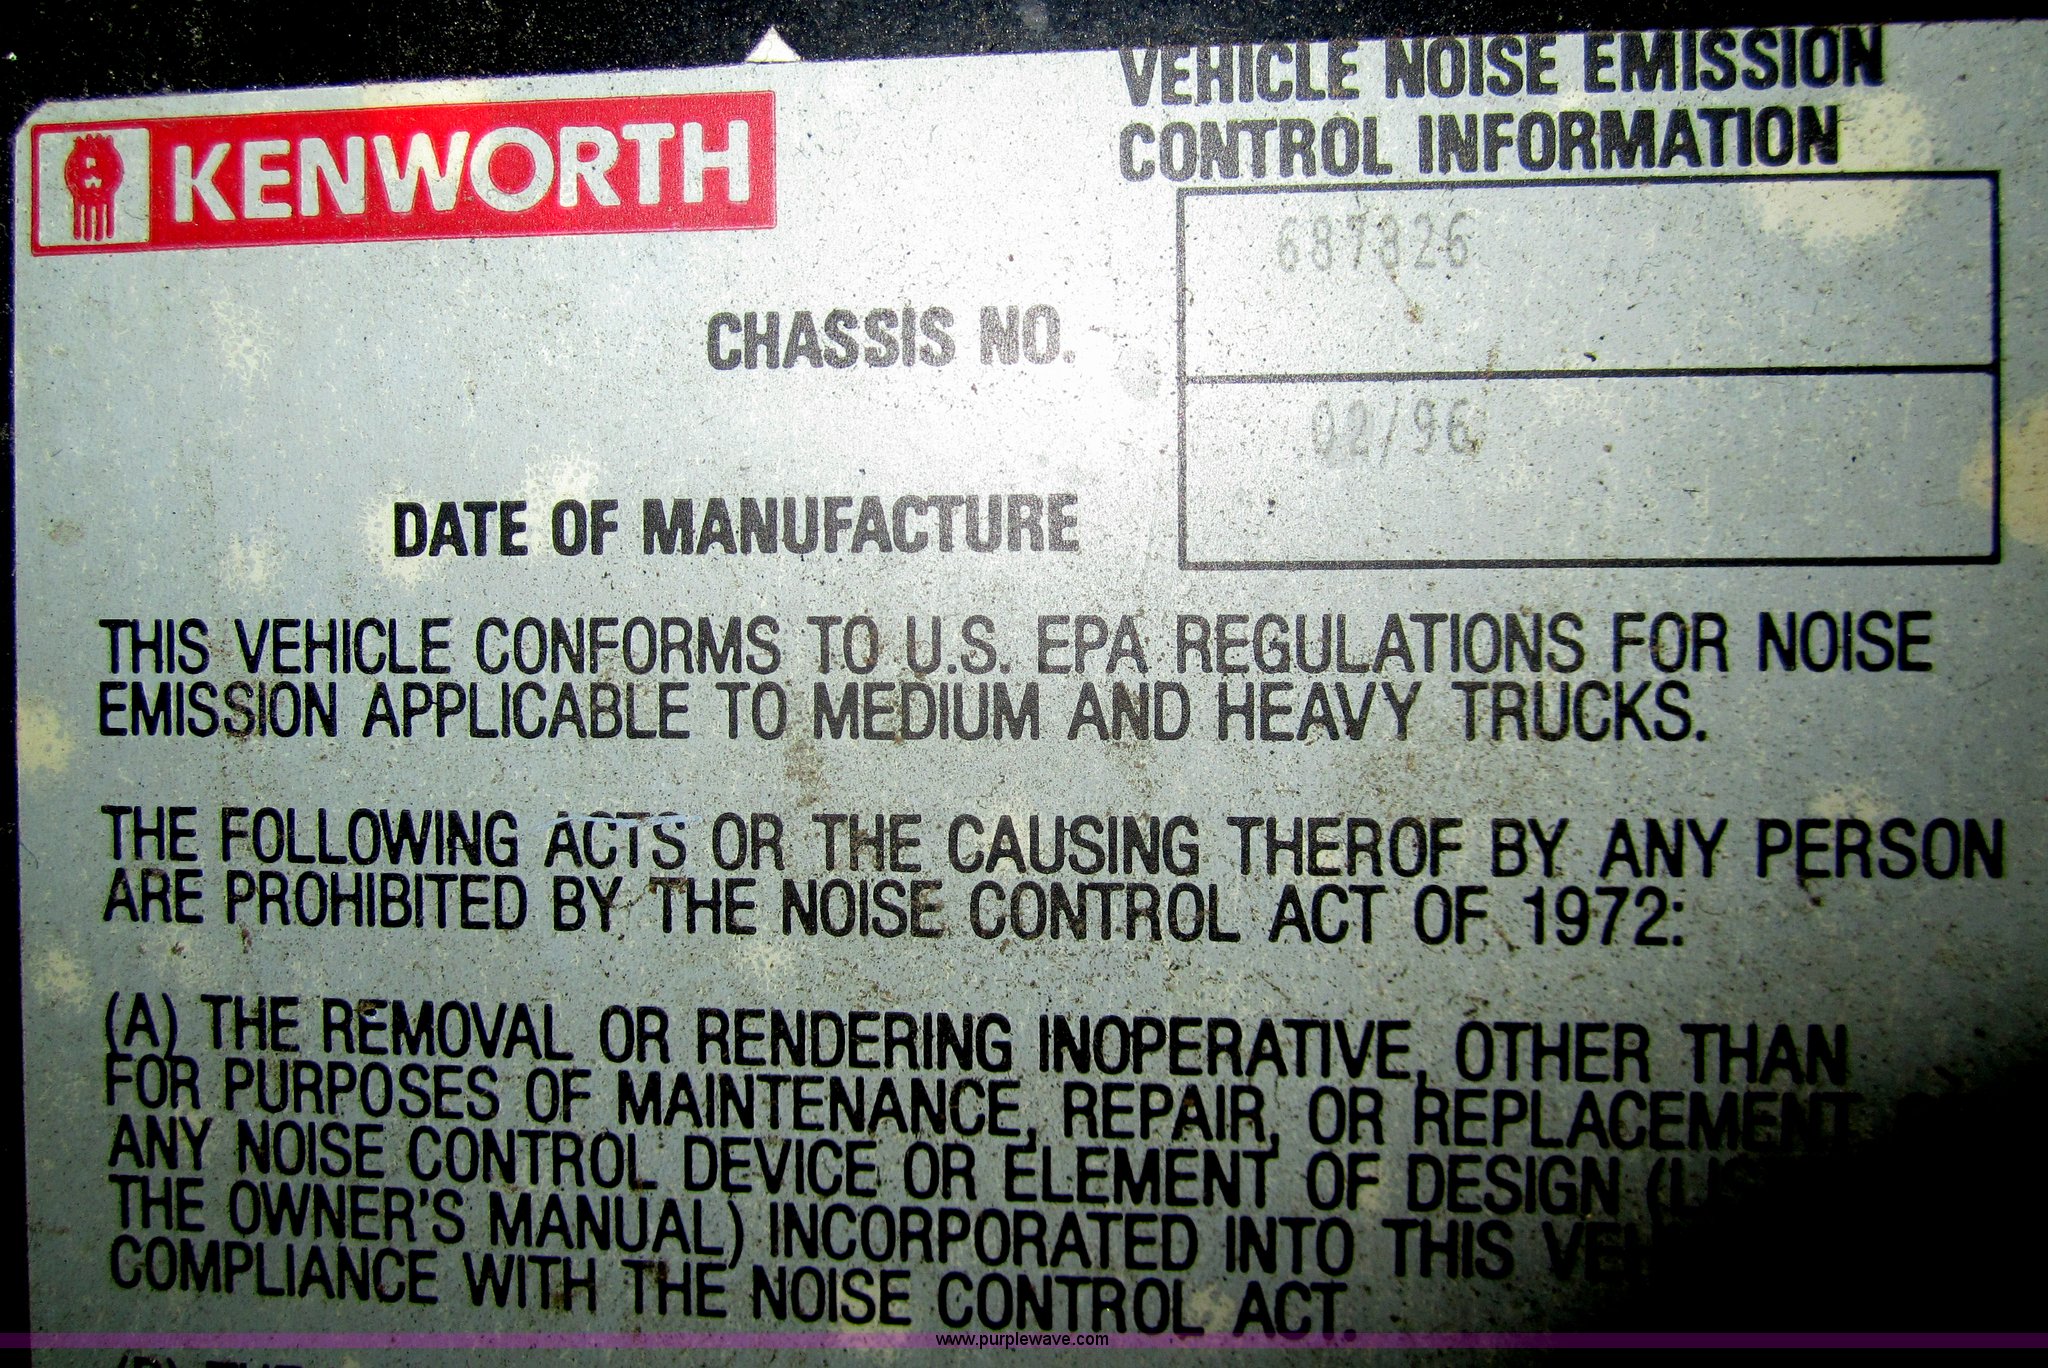 VEHICLE NOISE EMISSION
CONTROL INFORMATION
KENWORTH
687826
CHASSIS NO.
02/96
DATE OF MANUFACTURE
THIS VEHICLE CONFORMS TO U.S. EPA REGULATIONS FOR NOISE
EMISSION APPLICABLE TO MEDIUM AND HEAVY TRUCKS.
THE FOLLOWING ACTS OR THE CAUSING THEROF BY ANY PERSON
ARE PROHIBITED BY THE NOISE CONTROL ACT OF 1972:
(A) THE REMOVAL OR RENDERING INOPERATIVE, OTHER THAN
FOR PURPOSES OF MAINTENANCE, REPAIR, OR REPLACEMENT
ANY NOISE CONTROL DEVICE OR ELEMENT OF DESIGN
THE OWNER'S MANUAL) INCORPORATED INTO THIS
COMPLIANCE WITH THE NOISE CONTROL ACT.
www.purplewave.com